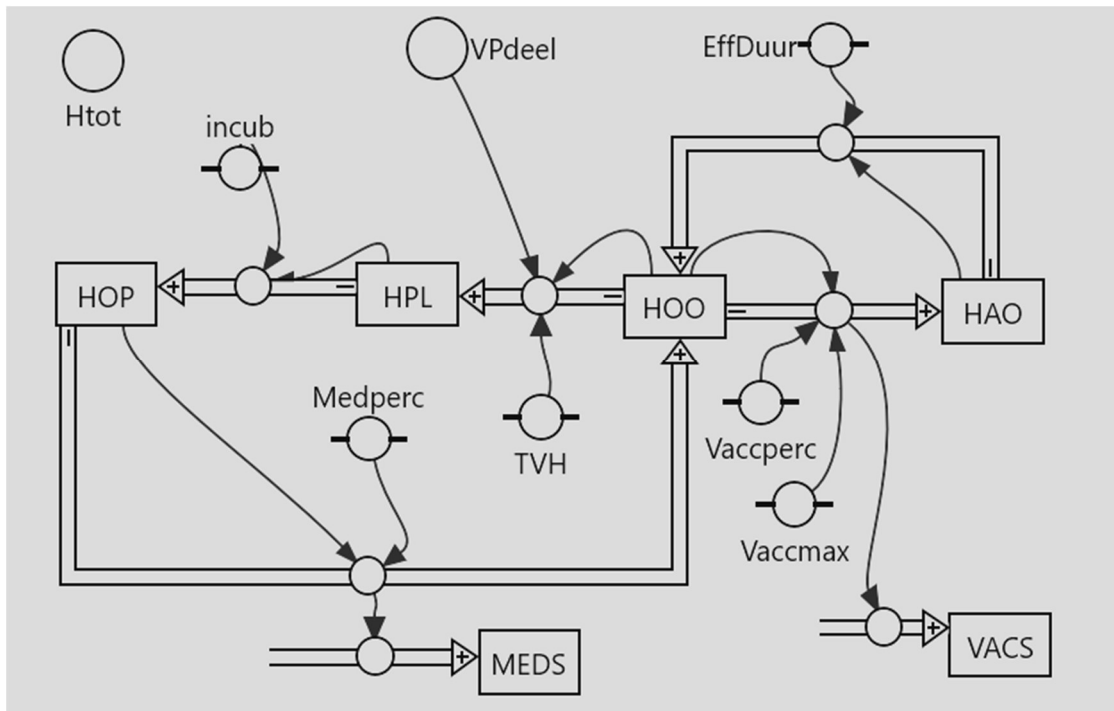 VPdeel
EffDuur
Htot
incub
HOP
HPL
HOO
HAO
Medperc
TVH
Vaccperc
Vaccmax
MEDS
VACS